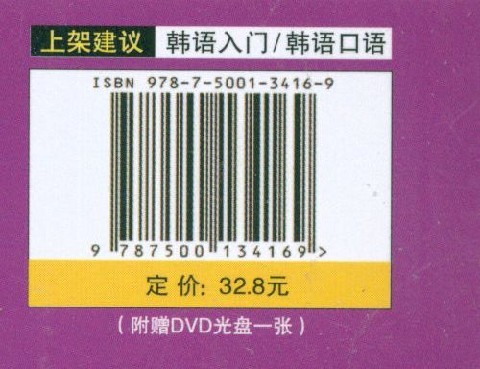 上架建议 韩语入门/韩语口语
ISBN 978-7-5001-3416-9
9 787500 134169 >
定价: 32.8元
(附赠DVD光盘一张)